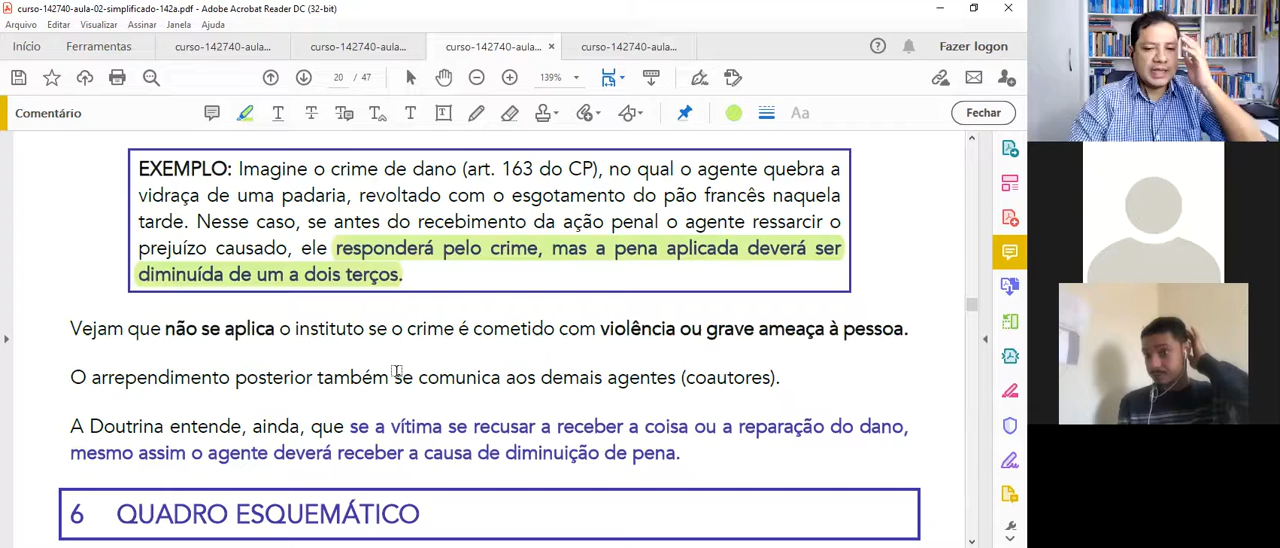 curso-142740-aula-02-simplificado-142a.pdf - Adobe Acrobat Reader DC (32-bit)
Arquivo Editar Visualizar Assinar Janela Ajuda
Início Ferramentas curso-142740-aula... curso-142740-aula... curso-142740-aula... × curso-142740-aula... Fazer logon
20 / 47 139%
Comentário Aa Fechar
EXEMPLO: Imagine o crime de dano (art. 163 do CP), no qual o agente quebra a
vidraça de uma padaria, revoltado com o esgotamento do pão francês naquela
tarde. Nesse caso, se antes do recebimento da ação penal o agente ressarcir o
prejuízo causado, ele responderá pelo crime, mas a pena aplicada deverá ser
diminuída de um a dois terços.
Vejam que não se aplica o instituto se o crime é cometido com violência ou grave ameaça à pessoa.
O arrependimento posterior também se comunica aos demais agentes (coautores).
A Doutrina entende, ainda, que se a vítima se recusar a receber a coisa ou a reparação do dano,
mesmo assim o agente deverá receber a causa de diminuição de pena.
6 QUADRO ESQUEMÁTICO